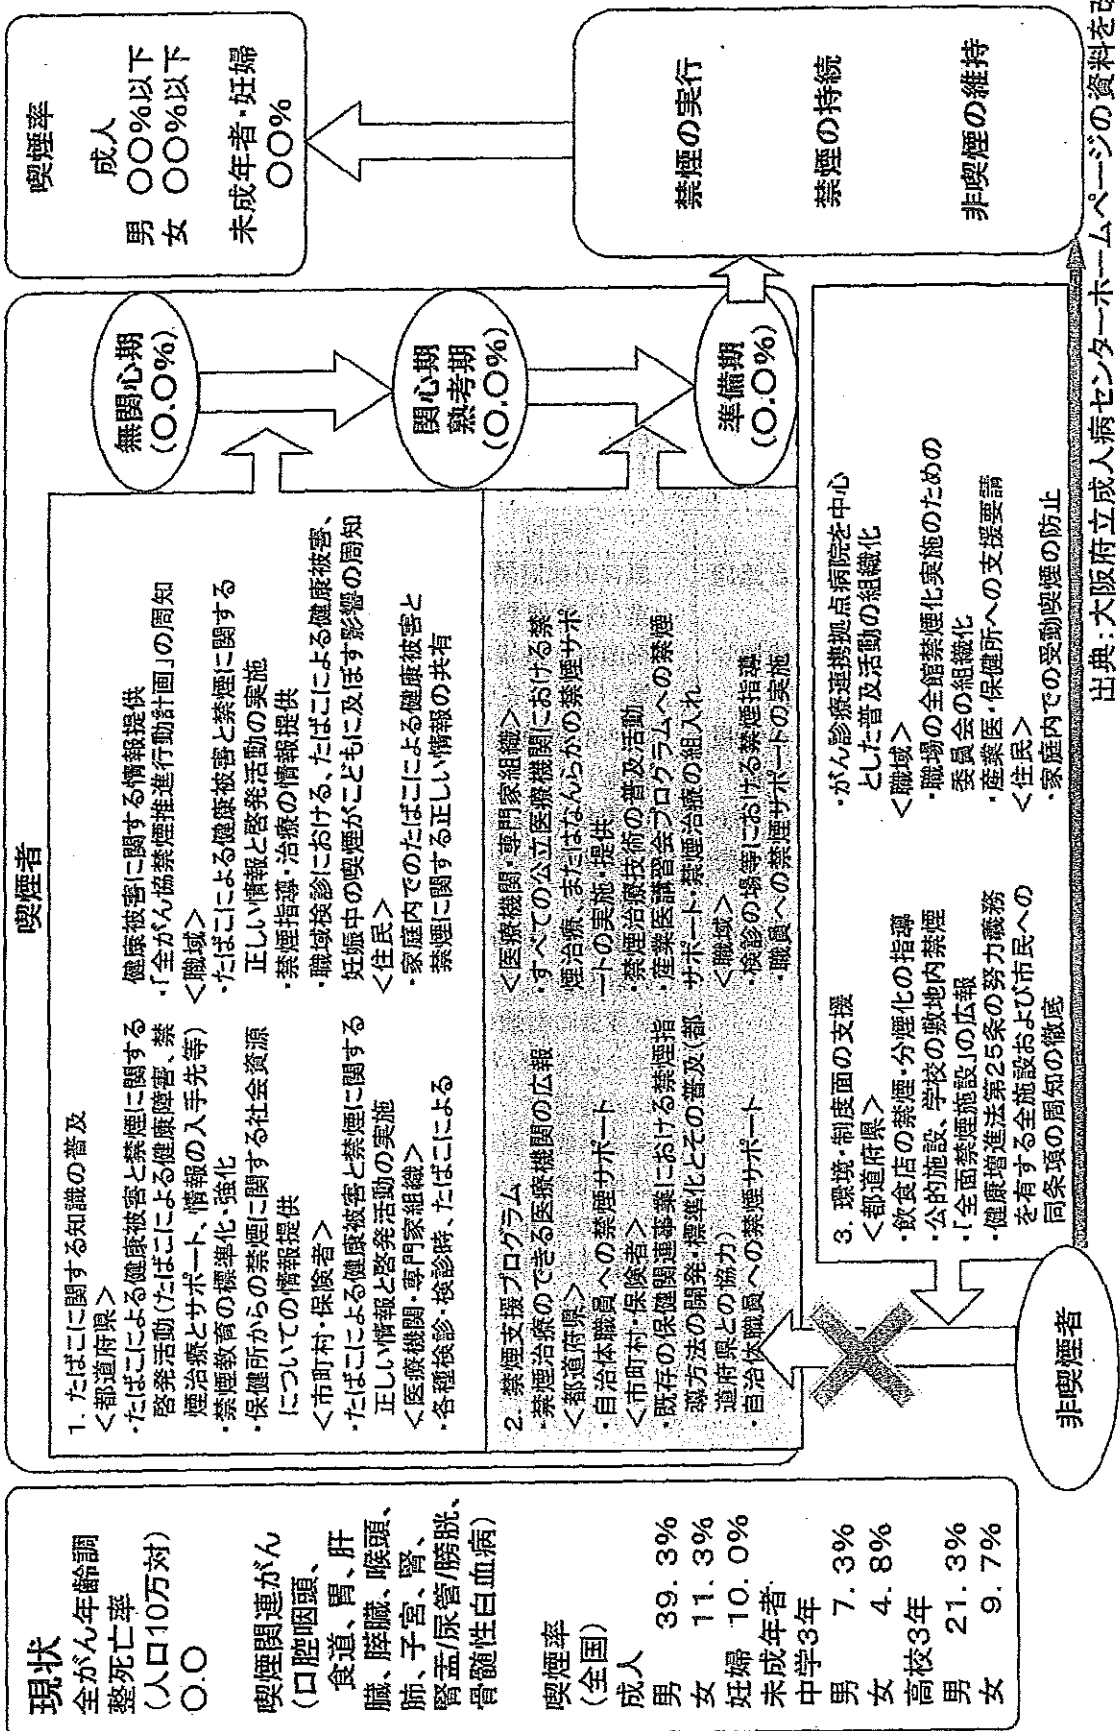 現状
全がん年齢調
整死亡率
(人口10万対)
〇.〇
喫煙関連がん
(口腔咽頭、
食道、胃、肝
臓、膵臓、喉頭、
肺、子宮、腎、
腎盂/尿管/膀胱、
骨髄性白血病)
喫煙率
(全国)
成人
男 39.3%
女 11.3%
妊婦 10.0%
未成年者
中学3年
男 7.3%
女 4.8%
高校3年
男 21.3%
女 9.7%
喫煙者
1. たばこに関する知識の普及
<都道府県>
・たばこによる健康被害と禁煙に関する
啓発活動(たばこによる健康障害、禁
煙治療とサポート、情報の入手先等)
・禁煙教育の標準化・強化
・保健所からの禁煙に関する社会資源
についての情報提供
<市町村・保険者>
・たばこによる健康被害と禁煙に関する
正しい情報と啓発活動の実施
<医療機関・専門家組織>
・各種検診・検診時、たばこによる
健康被害に関する情報提供
・「全がん協禁煙推進行動計画」の周知
<職域>
・たばこによる健康被害と禁煙に関する
正しい情報と啓発活動の実施
・禁煙指導・治療の情報提供
・職域検診における、たばこによる健康被害、
妊娠中の喫煙がこどもに及ぼす影響の周知
<住民>
・家庭内でのたばこによる健康被害と
禁煙に関する正しい情報の共有
2. 禁煙支援プログラム
・禁煙治療のできる医療機関の広報
<都道府県>
・自治体職員への禁煙サポート
<市町村・保険者>
・既存の保健関連事業における禁煙指
導方法の開発・標準化とその普及(都
道府県との協力)
・自治体職員への禁煙サポート
<医療機関・専門家組織>
・すべての公立医療機関における禁
煙治療、またはなんらかの禁煙サポ
ートの実施・提供
・禁煙治療技術の普及活動
・産業医講習会プログラムへの禁煙
サポート・禁煙治療の組入れ
<職域>
・検診の場等における禁煙指導
・職員への禁煙サポートの実施
無関心期
(〇.〇%)
関心期
熟考期
(〇.〇%)
準備期
(〇.〇%)
3. 環境・制度面の支援
<都道府県>
・飲食店の禁煙・分煙化の指導
・公的施設、学校の敷地内禁煙
・「全面禁煙施設」の広報
・健康増進法第25条の努力義務
を有する全施設および市民への
同条項の周知の徹底
・がん診療連携拠点病院を中心
とした普及活動の組織化
<職域>
・職場の全館禁煙化実施のための
委員会の組織化
・産業医・保健所への支援要請
<住民>
・家庭内での受動喫煙の防止
非喫煙者
喫煙率
成人
男 〇〇%以下
女 〇〇%以下
未成年者・妊婦
〇〇%
禁煙の実行
禁煙の持続
非喫煙の維持
出典:大阪府立成人病センターホームページの資料を